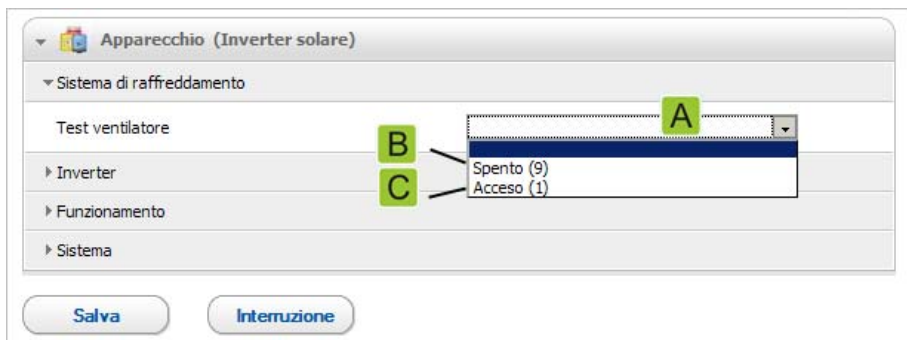 Apparecchio (Inverter solare)
Sistema di raffreddamento
Test ventilatore
A
B
Spento (9)
C
Acceso (1)
Inverter
Funzionamento
Sistema
Salva
Interruzione